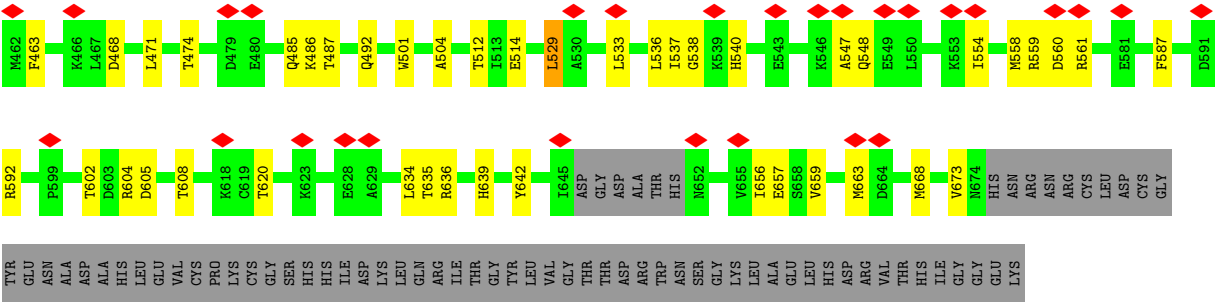 M462 F463 K466 L467 D468 L471 T474 D479 E480 Q485 K486 T487 Q492 W501 A504 T512 I513 E514 L529 A530 L533 L536 I537 G538 K539 H540 E543 K546 A547 Q548 E549 L550 K553 I554 M558 R559 D560 R561 E581 F587 D591
R592 P599 T602 D603 R604 D605 T608 K618 C619 T620 K623 E628 A629 L634 T635 R636 H639 Y642 I645 ASP GLY ASP ALA THR HIS N652 V655 I656 E657 S658 V659 M663 D664 M668 V673 N674 HIS ASN ARG ASN ARG CYS LEU ASP CYS GLY
TYR GLU ASN ALA ASP ALA HIS LEU GLU VAL CYS PRO LYS CYS GLY SER HIS HIS ILE ASP LYS LEU GLN ARG ILE THR GLY TYR LEU VAL GLY THR THR ASP ARG TRP ASN SER GLY LYS LEU ALA GLU LEU HIS ASP ARG VAL THR HIS ILE GLY GLY GLU LYS